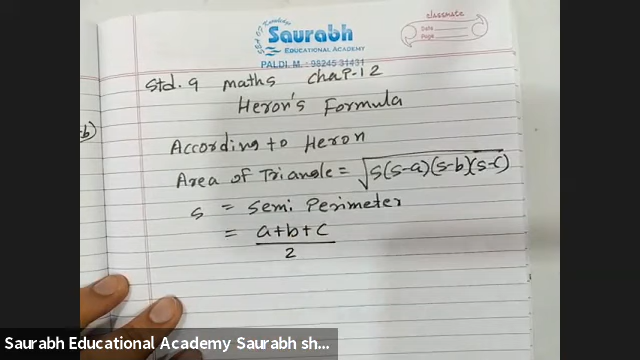 Saurabh
EDUCATIONAL ACADEMY
PALDI. M. : 98245 31431
classmate
Date
Page
Std. 9 maths chap-12
Heron's Formula
-b)
According to Heron
Area of Triangle = √s(s-a)(s-b)(s-c)
s = Semi Perimeter
= a+b+c
2
Saurabh Educational Academy Saurabh sh...